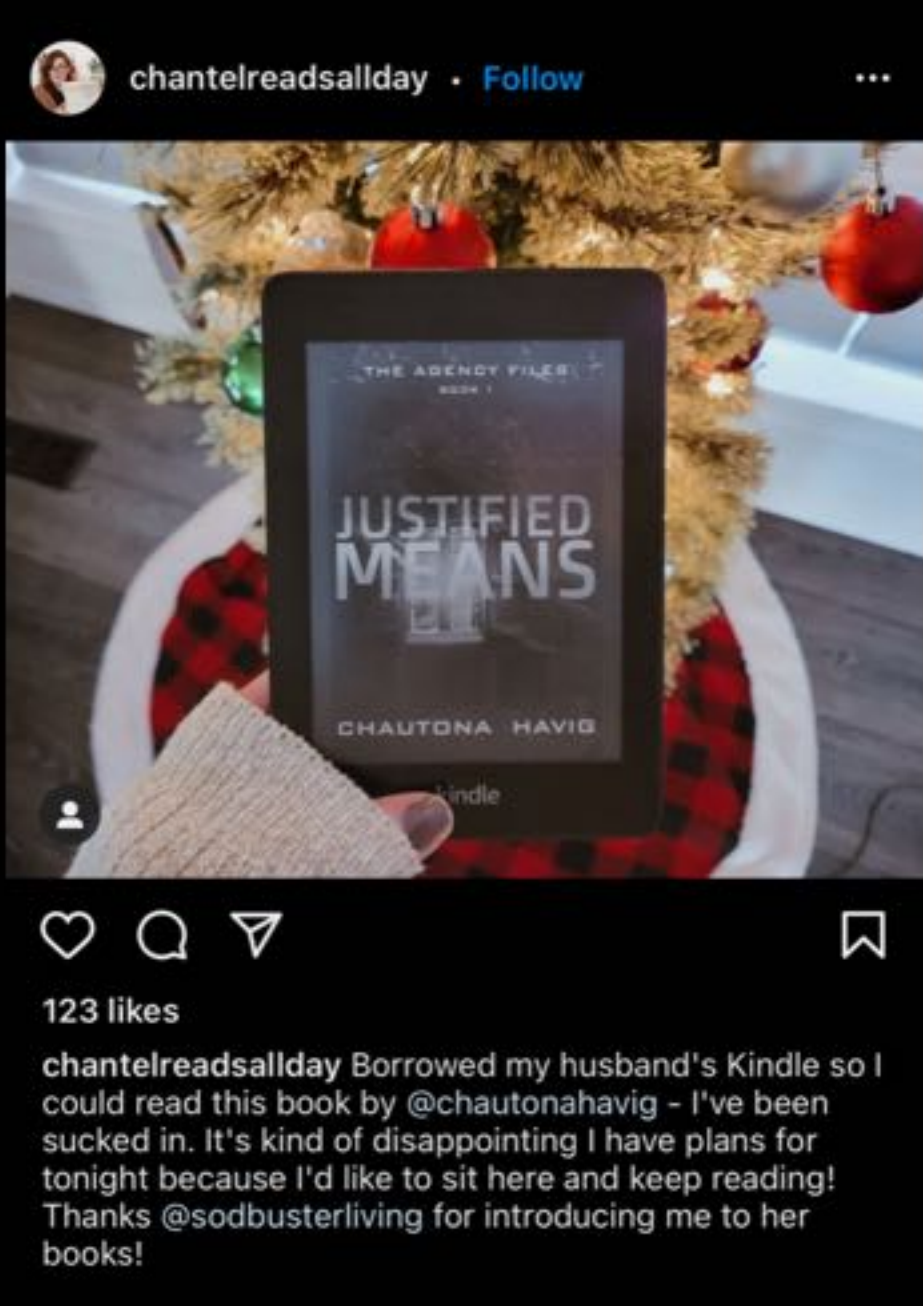 chantelreadsallday • Follow
THE AGENCY FILES
BOOK 1
JUSTIFIED
MEANS
CHAUTONA HAVIG
kindle
123 likes
chantelreadsallday Borrowed my husband's Kindle so I
could read this book by @chautonahavig - I've been
sucked in. It's kind of disappointing I have plans for
tonight because I'd like to sit here and keep reading!
Thanks @sodbusterliving for introducing me to her
books!